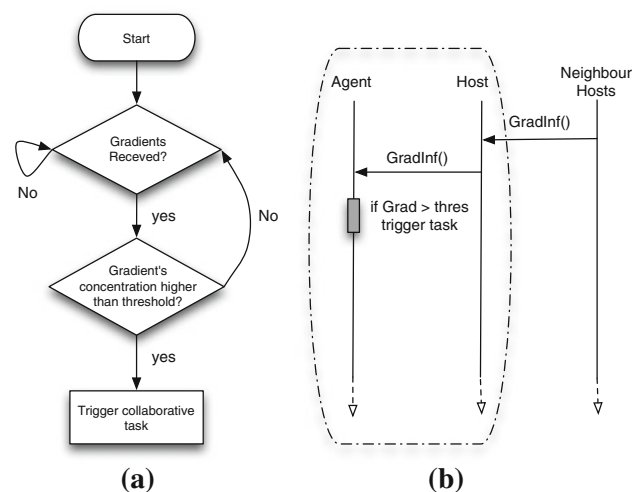 Start
Gradients
Receved?
No
yes
No
Gradient's
concentration higher
than threshold?
yes
Trigger collaborative
task
(a)
Agent
Host
Neighbour
Hosts
GradInf()
GradInf()
if Grad > thres
trigger task
(b)